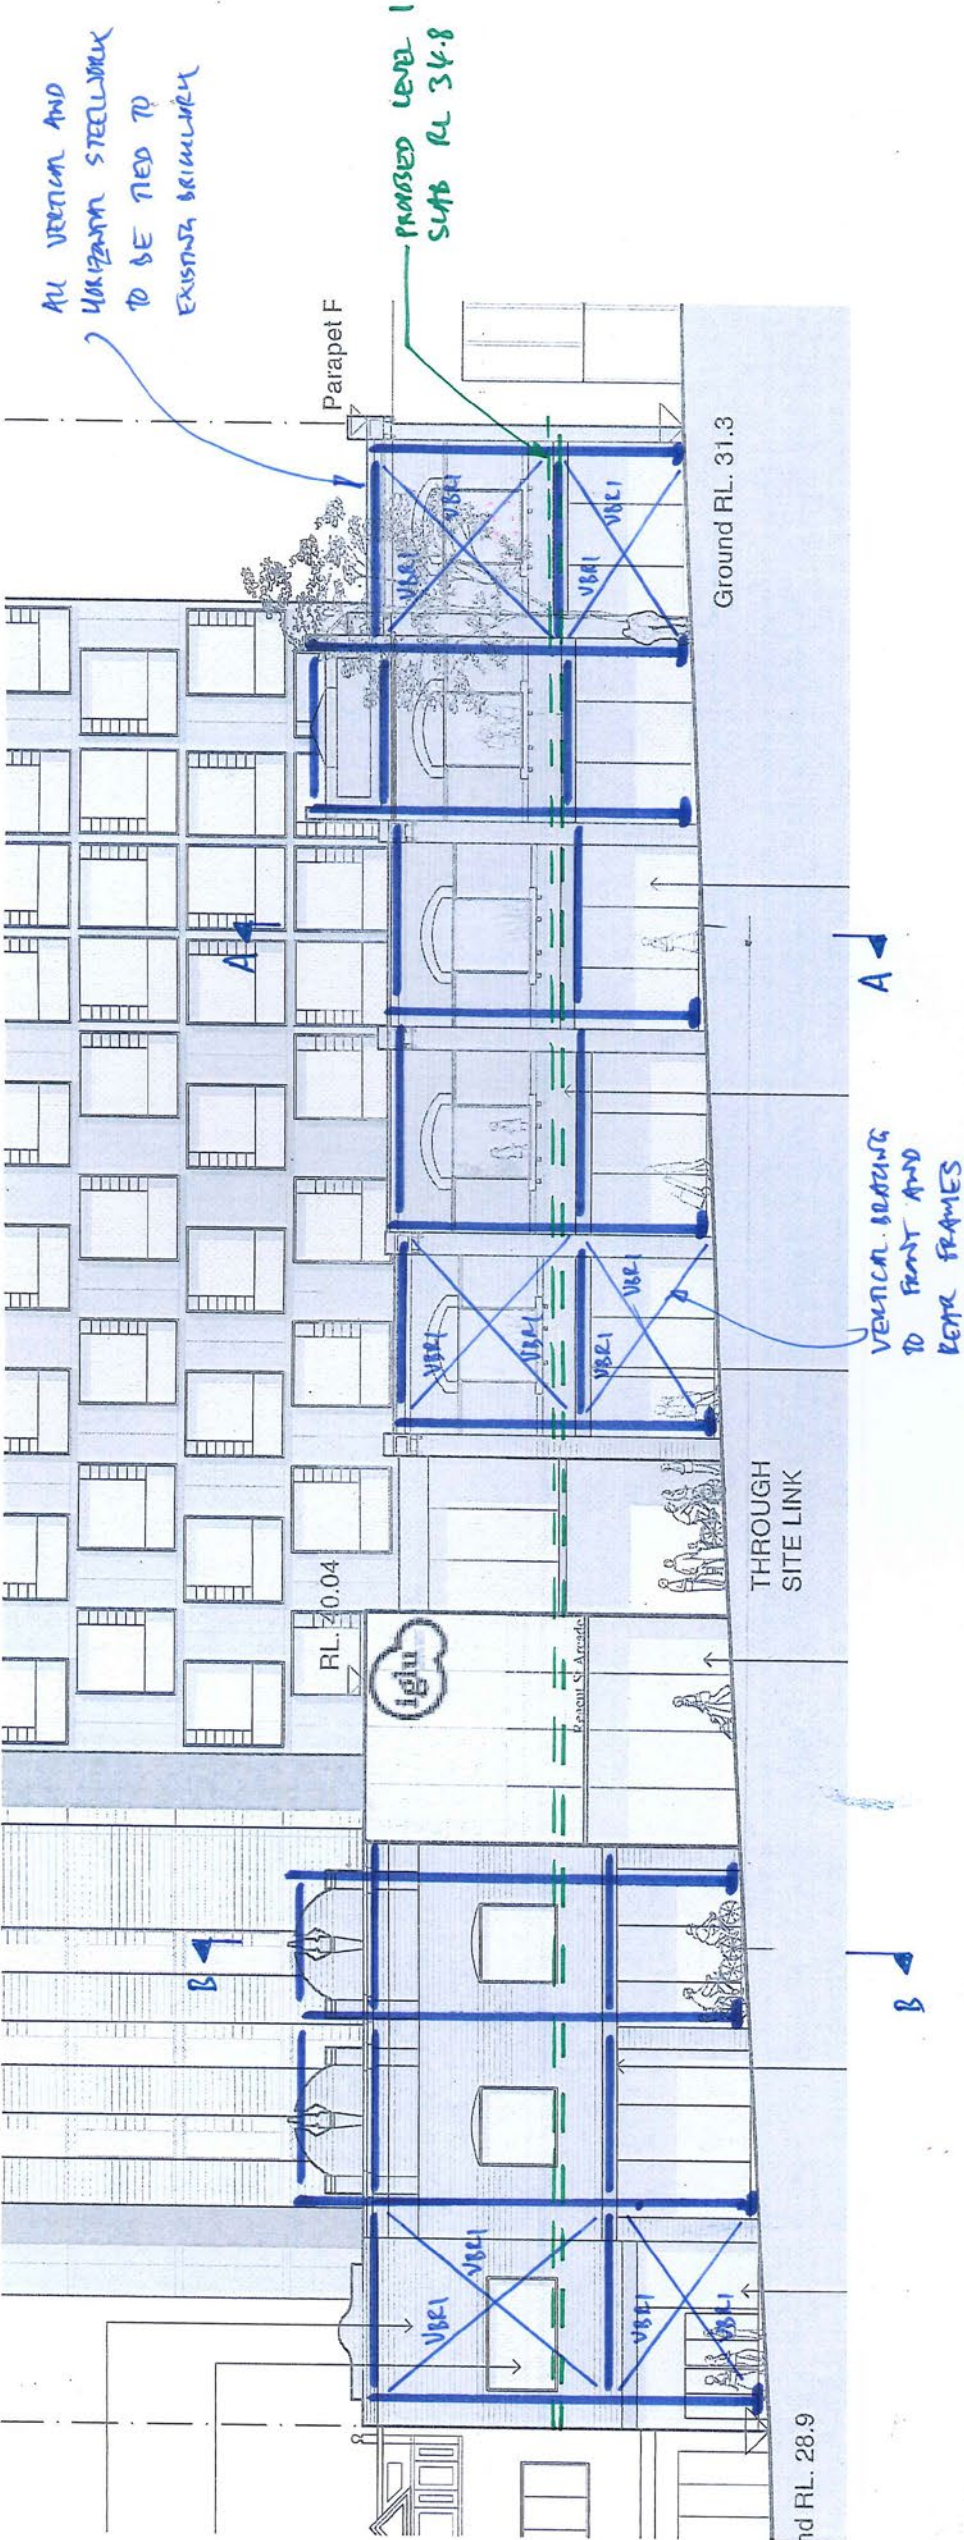 ALL VERTICAL AND
HORIZONTAL STEELWORK
TO BE TIED TO
EXISTING BRICKWORK
PROPOSED LEVEL 1
SLAB RL 34.8
Parapet F
RL. 40.04
A
B
iglu
Regent St Arcade
VBR1
VBR1
VBR1
VBR1
VBR1
VBR1
VBR1
VBR1
VBR1
VBR1
VBR1
VBR1
nd RL. 28.9
THROUGH
SITE LINK
Ground RL. 31.3
B
A
VERTICAL BRACING
TO FRONT AND
REAR FRAMES